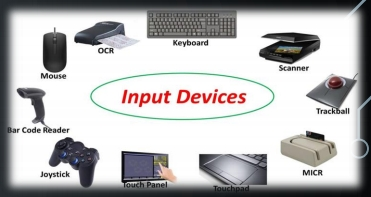 Keyboard
OCR
Mouse
Scanner
Input Devices
Trackball
Bar Code Reader
Joystick
Touch Panel
Touchpad
MICR